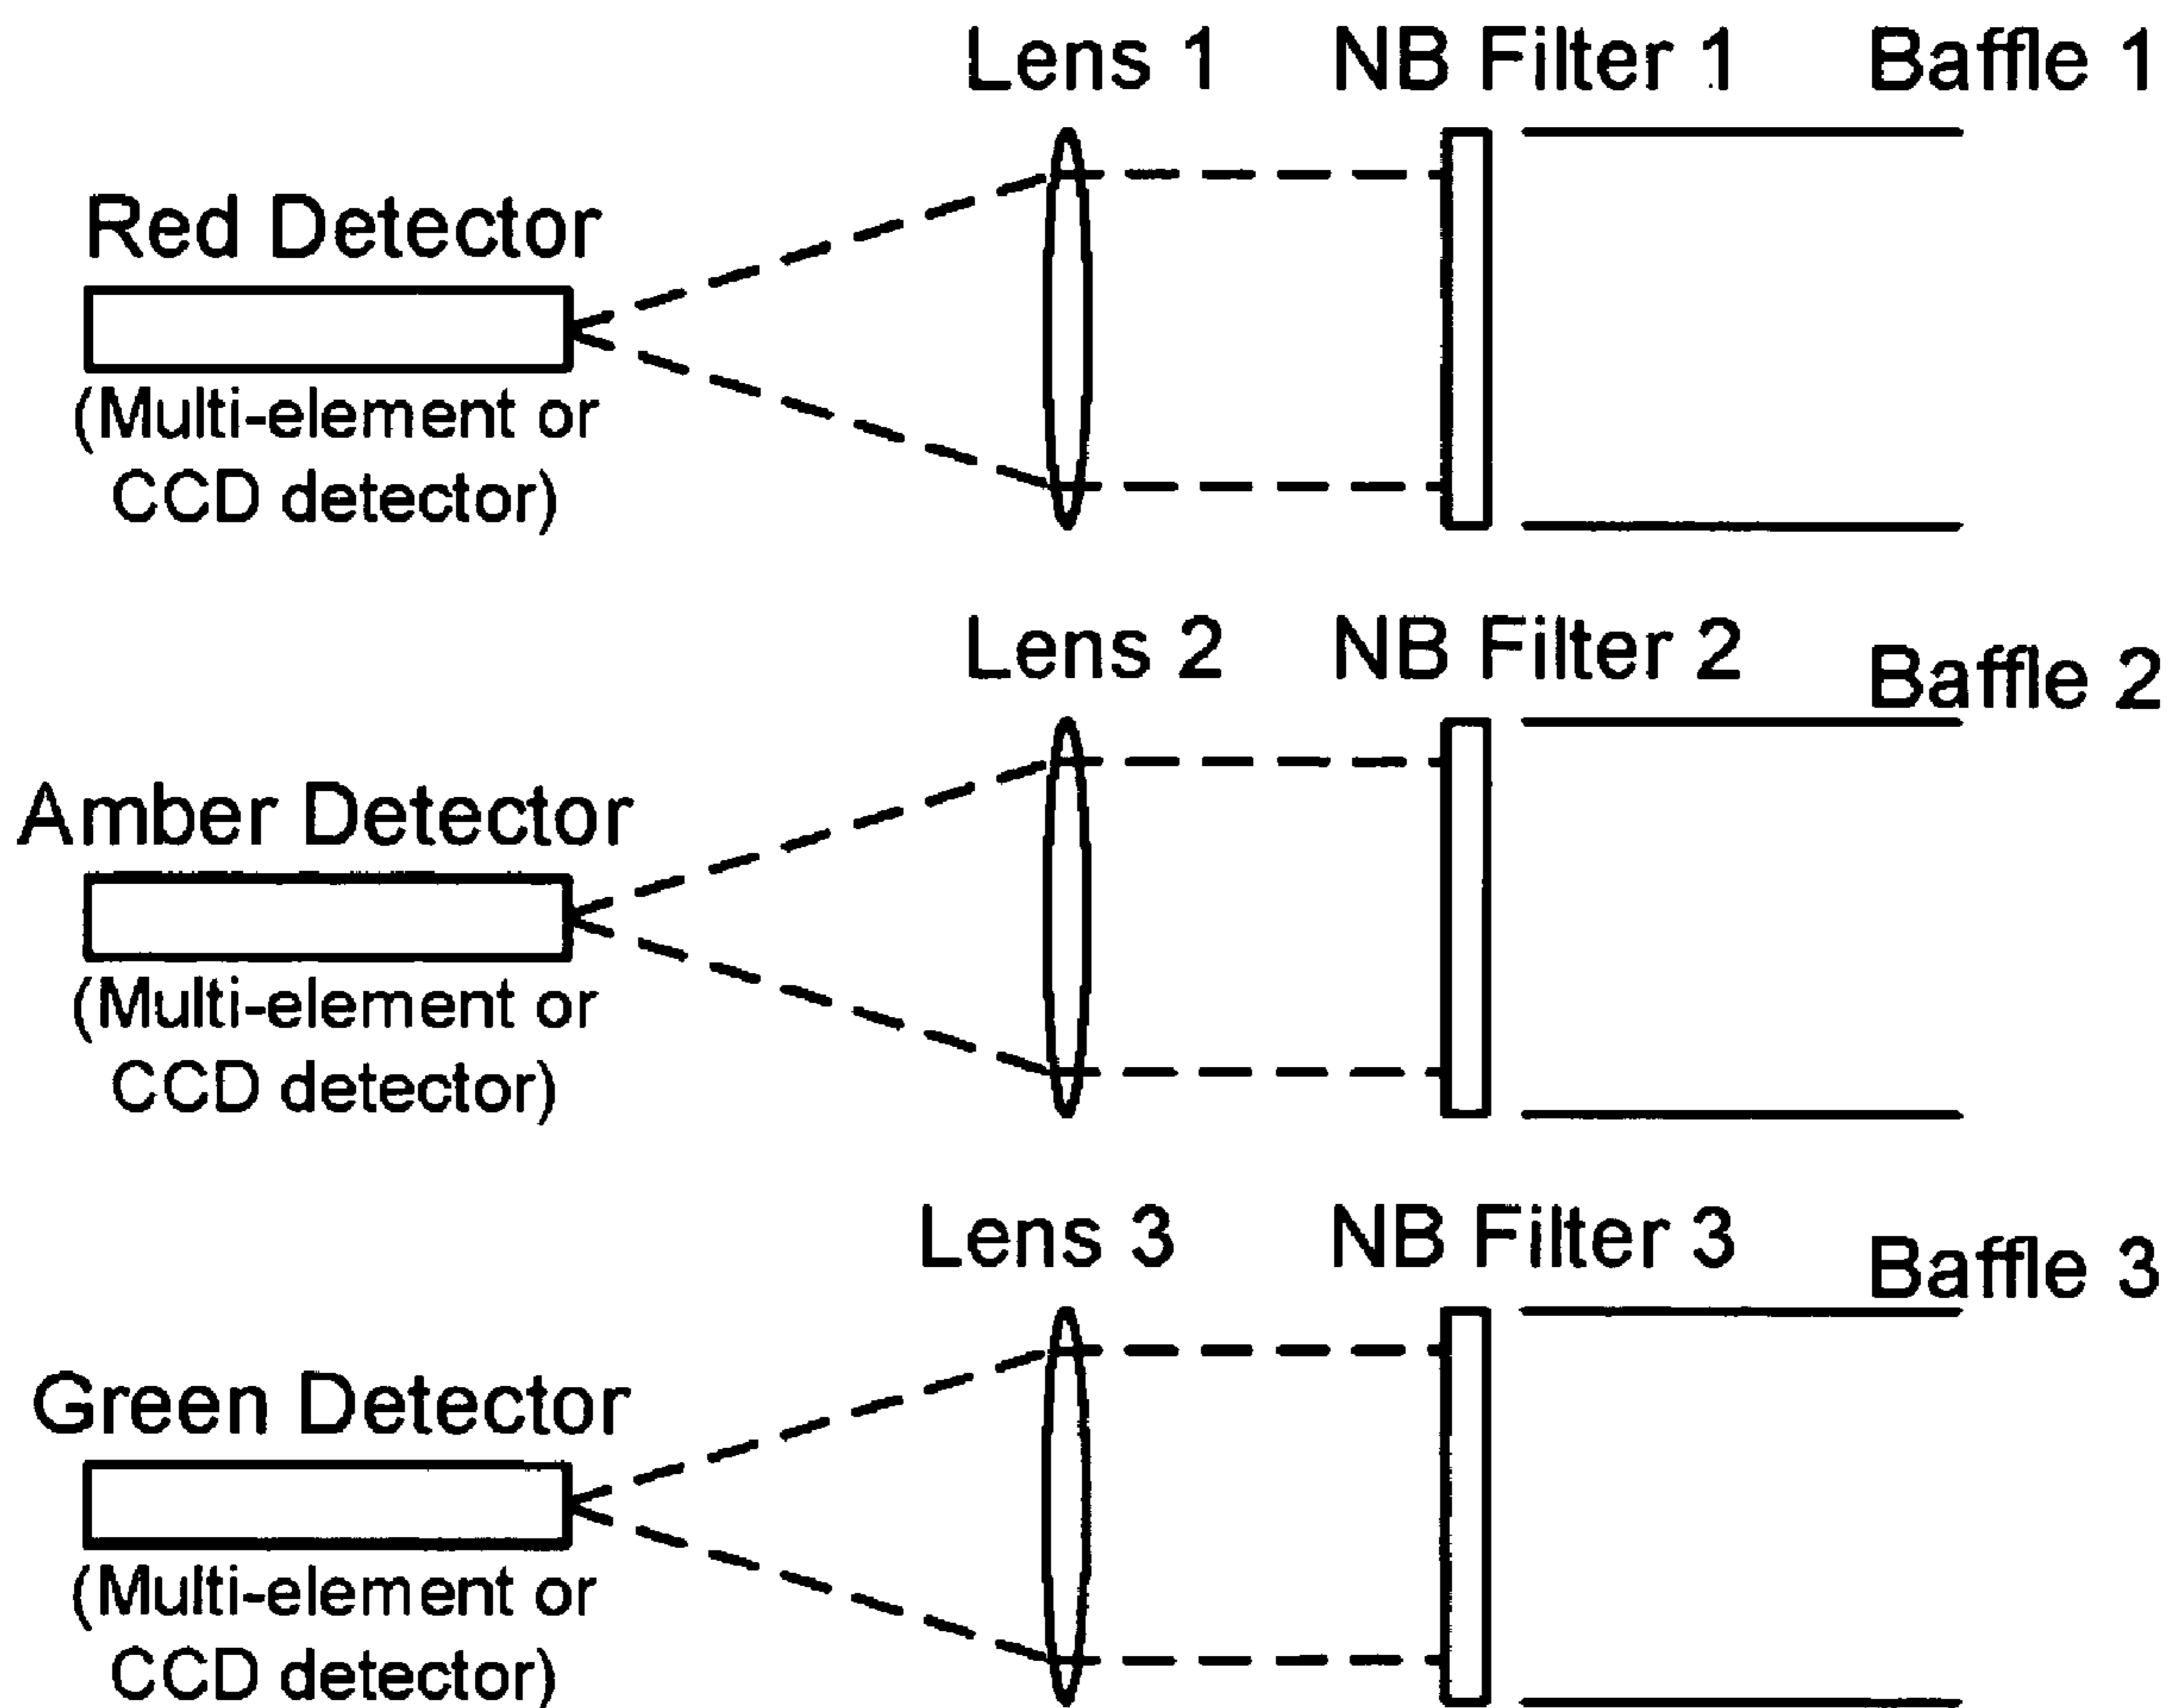 Lens 1 NB Filter 1 Baffle 1
Red Detector
(Multi-element or
CCD detector)
Lens 2 NB Filter 2 Baffle 2
Amber Detector
(Multi-element or
CCD detector)
Lens 3 NB Filter 3 Baffle 3
Green Detector
(Multi-element or
CCD detector)